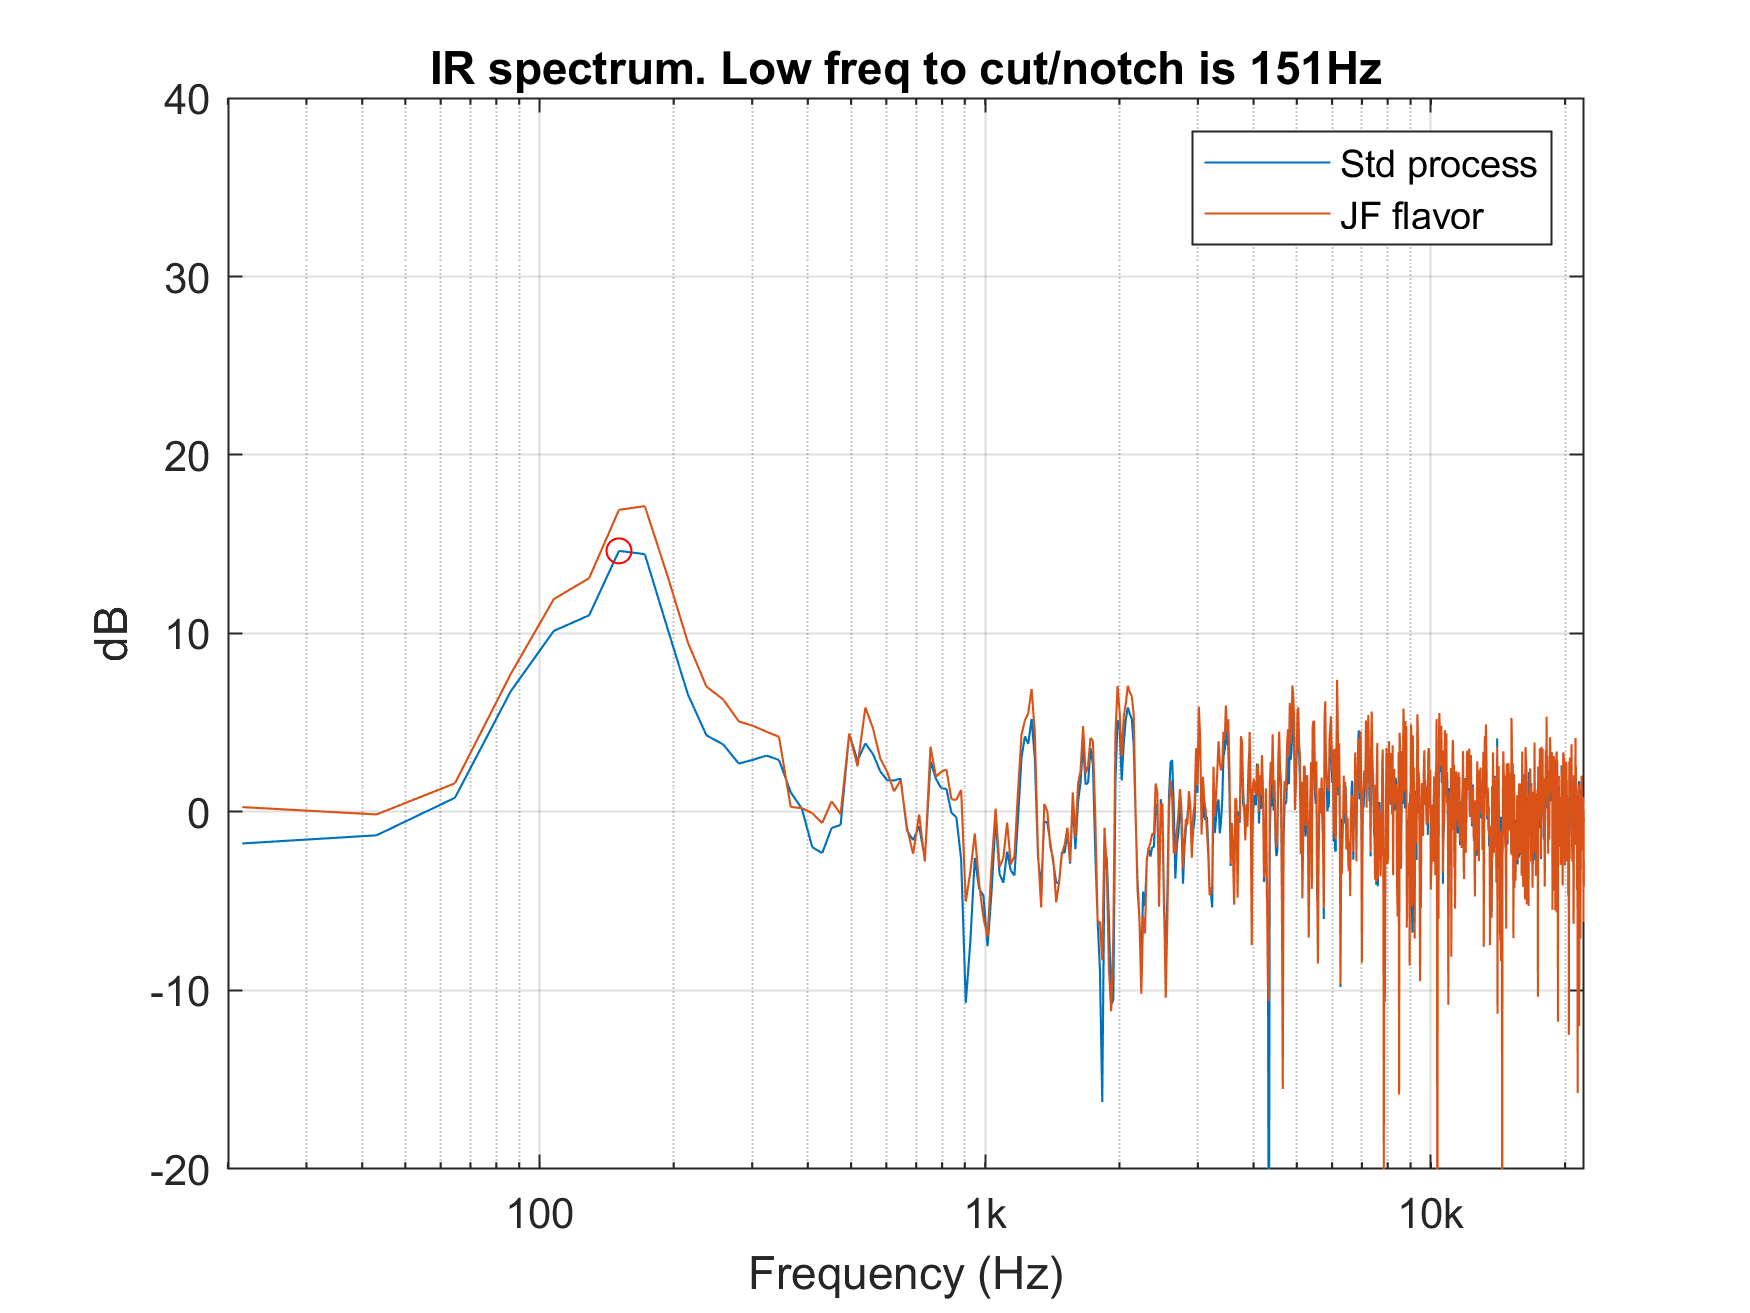 IR spectrum. Low freq to cut/notch is 151Hz
40
30
20
10
0
-10
-20
dB
Std process
JF flavor
100
1k
10k
Frequency (Hz)